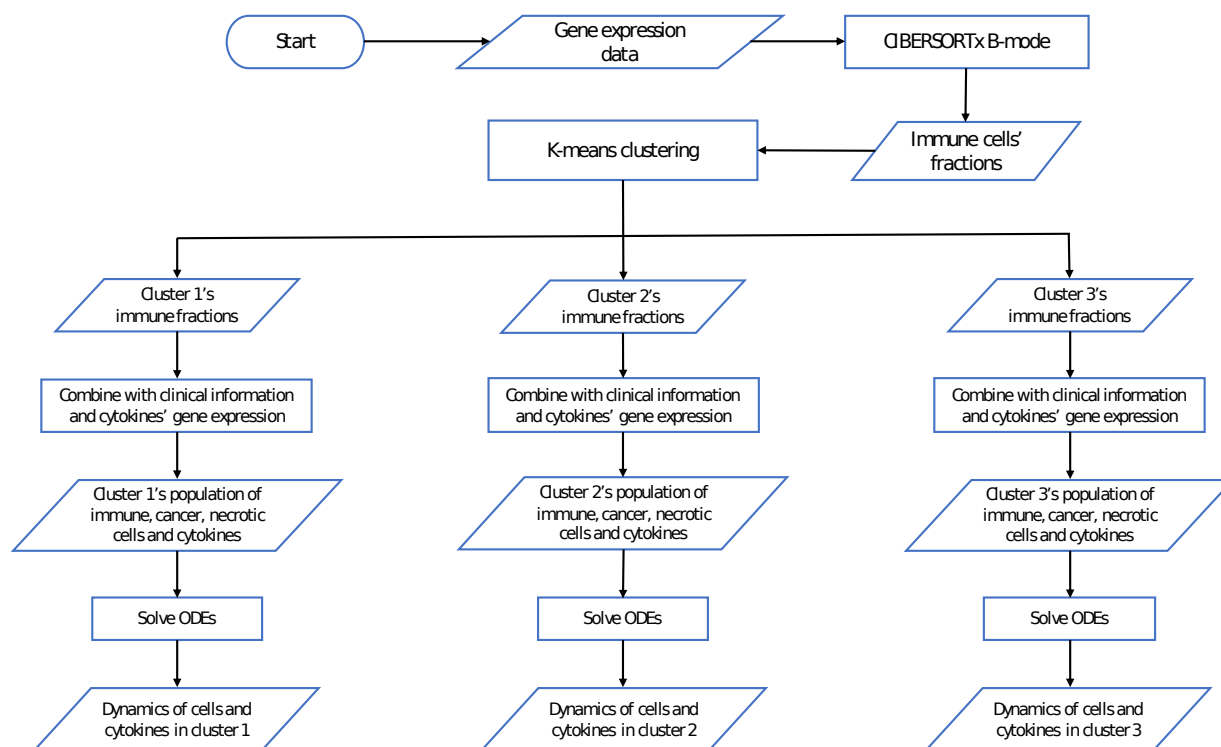 Start
Gene expression
data
CIBERSORTx B-mode
Immune cells'
fractions
K-means clustering
Cluster 1's
immune fractions
Cluster 2's
immune fractions
Cluster 3's
immune fractions
Combine with clinical information
and cytokines' gene expression
Combine with clinical information
and cytokines' gene expression
Combine with clinical information
and cytokines' gene expression
Cluster 1's population of
immune, cancer, necrotic
cells and cytokines
Cluster 2's population of
immune, cancer, necrotic
cells and cytokines
Cluster 3's population of
immune, cancer, necrotic
cells and cytokines
Solve ODEs
Solve ODEs
Solve ODEs
Dynamics of cells and
cytokines in cluster 1
Dynamics of cells and
cytokines in cluster 2
Dynamics of cells and
cytokines in cluster 3